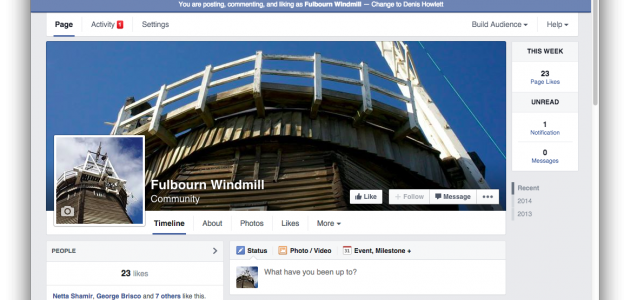 You are posting, commenting, and liking as Fulbourn Windmill — Change to Denis Howlett
Page Activity 1 Settings Build Audience Help
THIS WEEK
23
Page Likes
UNREAD
1
Notification
0
Messages
Recent
2014
2013
Fulbourn Windmill
Community
Like Follow Message
Timeline About Photos Likes More
PEOPLE
23 likes
Netta Shamir, George Brisco and 7 others like this.
Status Photo / Video 31 Event, Milestone +
What have you been up to?